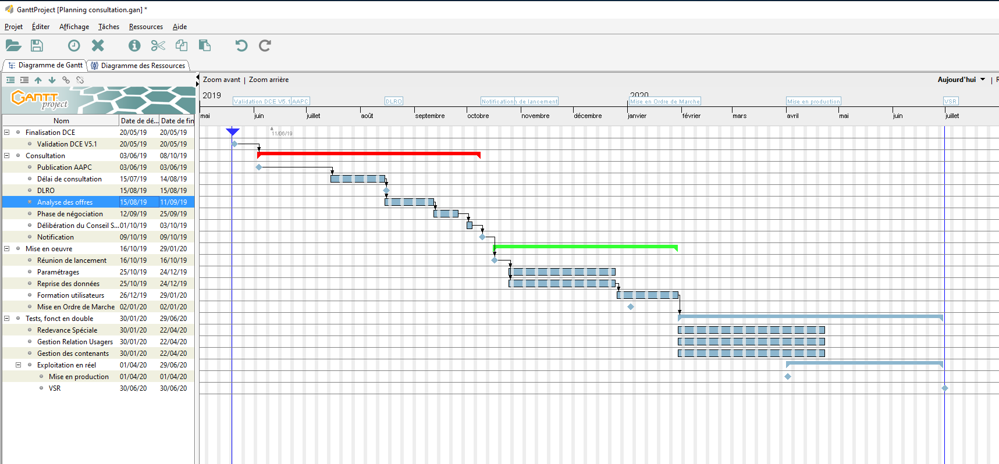 GanttProject [Planning consultation.gan] *
Projet Éditer Affichage Tâches Ressources Aide
Diagramme de Gantt Diagramme des Ressources
Zoom avant | Zoom arrière Aujourd'hui | R
GANTT project
2019 2020
Validation DCE V5.1 AAPC DLRO Notification n de lancement Mise en Ordre de Marche Mise en production VSR
mai juin juillet août septembre octobre novembre décembre janvier février mars avril mai juin juillet
Nom Date de dé... Date de fin
11/06/19
Finalisation DCE 20/05/19 20/05/19
Validation DCE V5.1 20/05/19 20/05/19
Consultation 03/06/19 08/10/19
Publication AAPC 03/06/19 03/06/19
Délai de consultation 15/07/19 14/08/19
DLRO 15/08/19 15/08/19
Analyse des offres 15/08/19 11/09/19
Phase de négociation 12/09/19 25/09/19
Délibération du Conseil S... 01/10/19 03/10/19
Notification 09/10/19 09/10/19
Mise en oeuvre 16/10/19 29/01/20
Réunion de lancement 16/10/19 16/10/19
Paramétrages 25/10/19 24/12/19
Reprise des données 25/10/19 24/12/19
Formation utilisateurs 26/12/19 29/01/20
Mise en Ordre de Marche 02/01/20 02/01/20
Tests, fonct en double 30/01/20 29/06/20
Redevance Spéciale 30/01/20 22/04/20
Gestion Relation Usagers 30/01/20 22/04/20
Gestion des contenants 30/01/20 22/04/20
Exploitation en réel 01/04/20 29/06/20
Mise en production 01/04/20 01/04/20
VSR 30/06/20 30/06/20